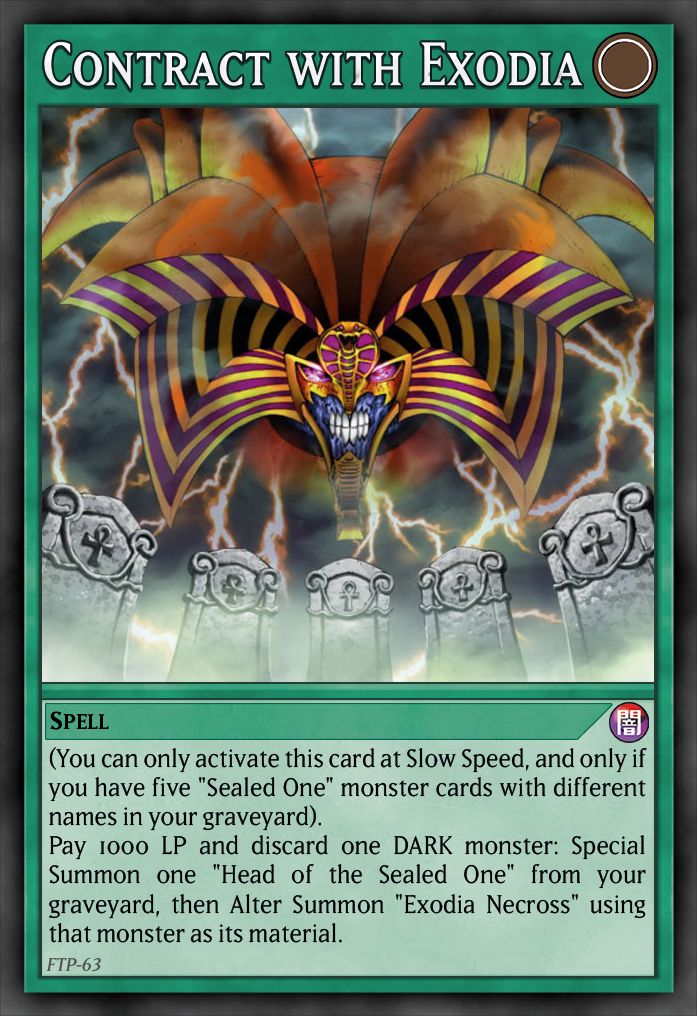 Contract with Exodia
Spell
闇
(You can only activate this card at Slow Speed, and only if
you have five "Sealed One" monster cards with different
names in your graveyard).
Pay 1000 LP and discard one DARK monster: Special
Summon one "Head of the Sealed One" from your
graveyard, then Alter Summon "Exodia Necross" using
that monster as its material.
FTP-63